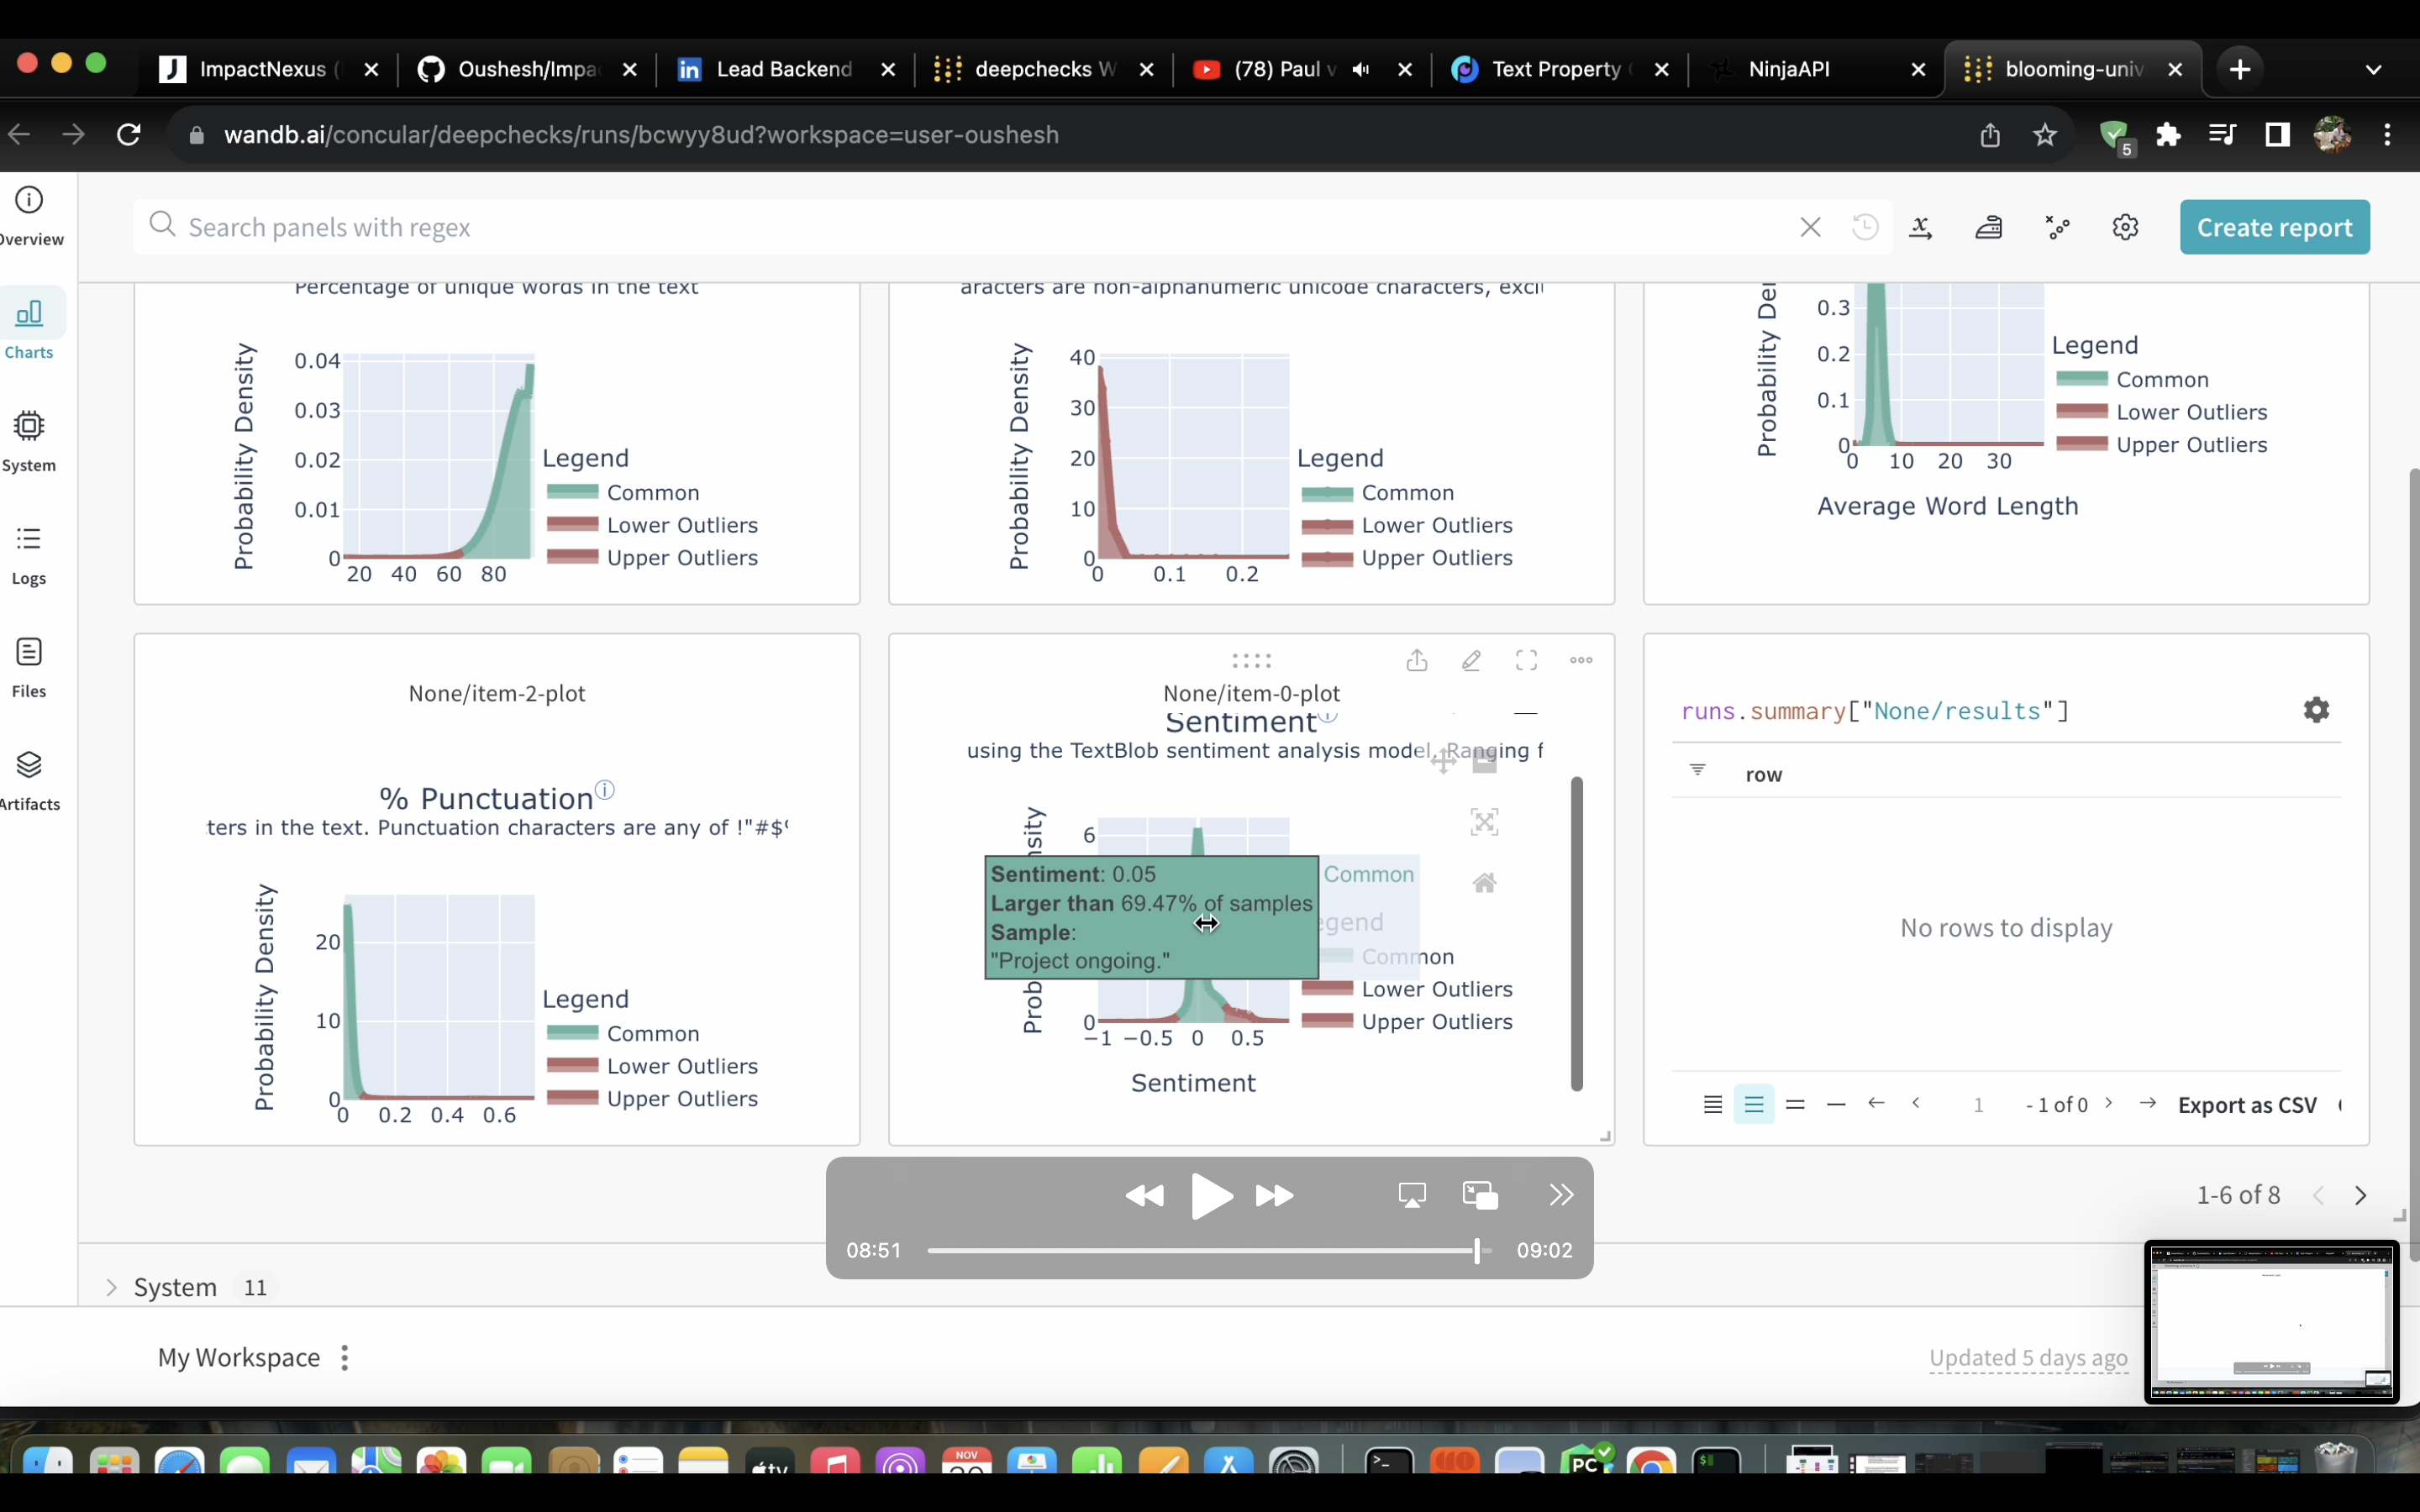 ImpactNexus (
Oushesh/Impa
Lead Backend
deepchecks W
(78) Paul v
Text Property (
NinjaAPI
blooming-univ
wandb.ai/concular/deepchecks/runs/bcwyy8ud?workspace=user-oushesh
5
Overview
Search panels with regex
Create report
Charts
System
Logs
Files
Artifacts
Percentage of unique words in the text
Probability Density
0.04
0.03
0.02
0.01
0
20 40 60 80
Legend
Common
Lower Outliers
Upper Outliers
aracters are non-alphanumeric unicode characters, excl
Probability Density
40
30
20
10
0
0 0.1 0.2
Legend
Common
Lower Outliers
Upper Outliers
Probability Der
0.3
0.2
0.1
0
0 10 20 30
Average Word Length
Legend
Common
Lower Outliers
Upper Outliers
None/item-2-plot
% Punctuation
ters in the text. Punctuation characters are any of !"#$
Probability Density
20
10
0
0 0.2 0.4 0.6
Legend
Common
Lower Outliers
Upper Outliers
None/item-0-plot
Sentiment
using the TextBlob sentiment analysis model. Ranging f
6
Sentiment: 0.05
Larger than 69.47% of samples
Sample:
"Project ongoing."
Common
egend
Common
Lower Outliers
Upper Outliers
Prob
nsity
0
−1 −0.5 0 0.5
Sentiment
runs.summary["None/results"]
row
No rows to display
1
- 1 of 0
Export as CSV
1-6 of 8
08:51
09:02
System 11
My Workspace
Updated 5 days ago
tv
NOV
PC